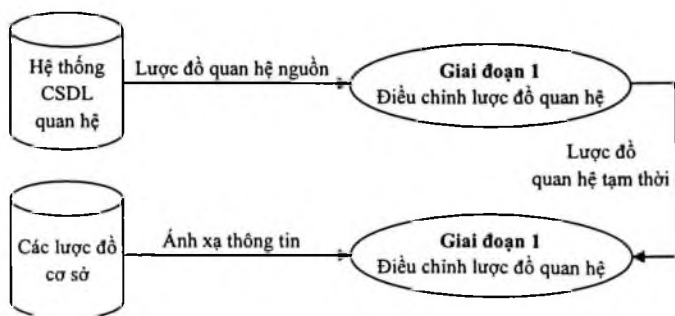 Hệ thống
CSDL
quan hệ
Lược đồ quan hệ nguồn
Giai đoạn 1
Điều chỉnh lược đồ quan hệ
Lược đồ
quan hệ tạm thời
Các lược đồ
cơ sở
Ánh xạ thông tin
Giai đoạn 1
Điều chỉnh lược đồ quan hệ